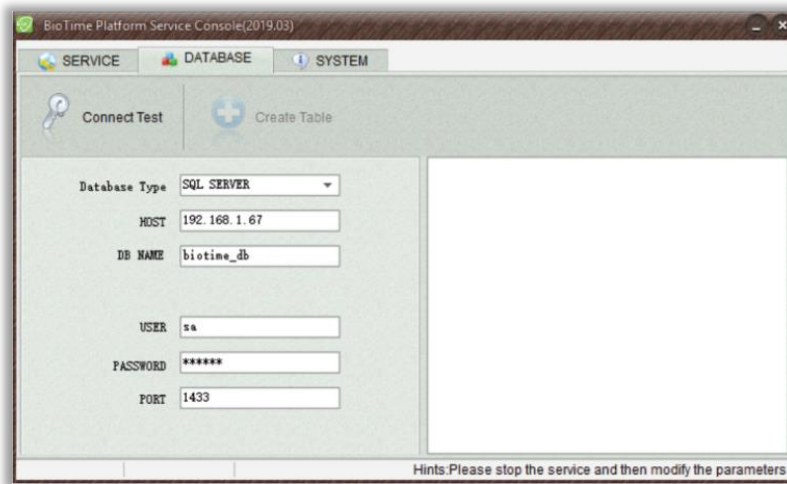 BioTime Platform Service Console(2019.03)
SERVICE DATABASE SYSTEM
Connect Test Create Table
Database Type SQL SERVER
HOST 192.168.1.67
DB NAME biotime_db
USER sa
PASSWORD ******
PORT 1433
Hints:Please stop the service and then modify the parameters